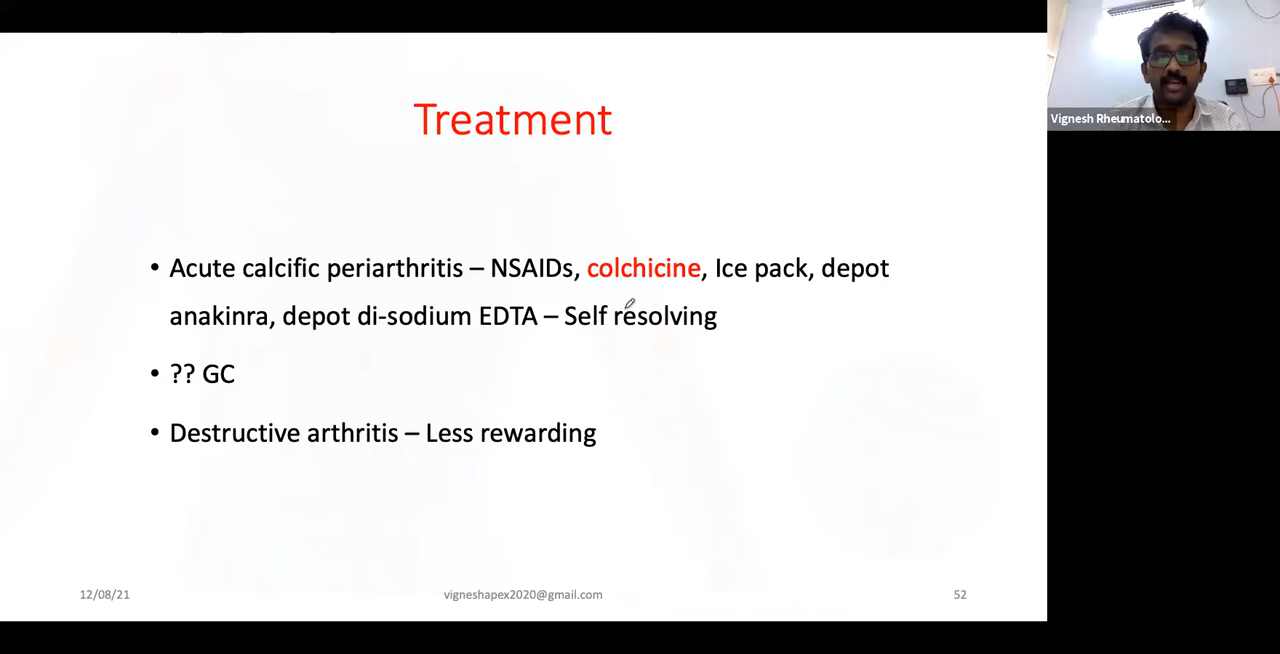 Treatment
• Acute calcific periarthritis – NSAIDs, colchicine, Ice pack, depot
anakinra, depot di-sodium EDTA – Self resolving
• ?? GC
• Destructive arthritis – Less rewarding
12/08/21
vigneshapex2020@gmail.com
52
Vignesh Rheumatolo...